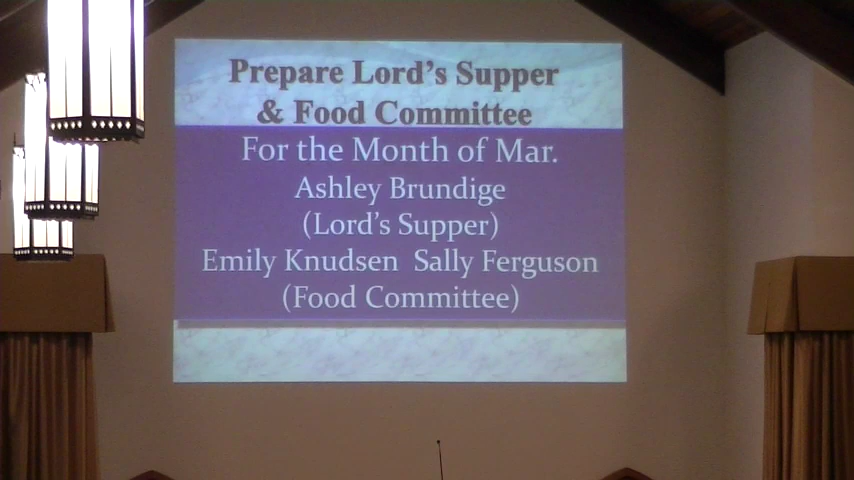 Prepare Lord's Supper
& Food Committee
For the Month of Mar.
Ashley Brundige
(Lord's Supper)
Emily Knudsen  Sally Ferguson
(Food Committee)